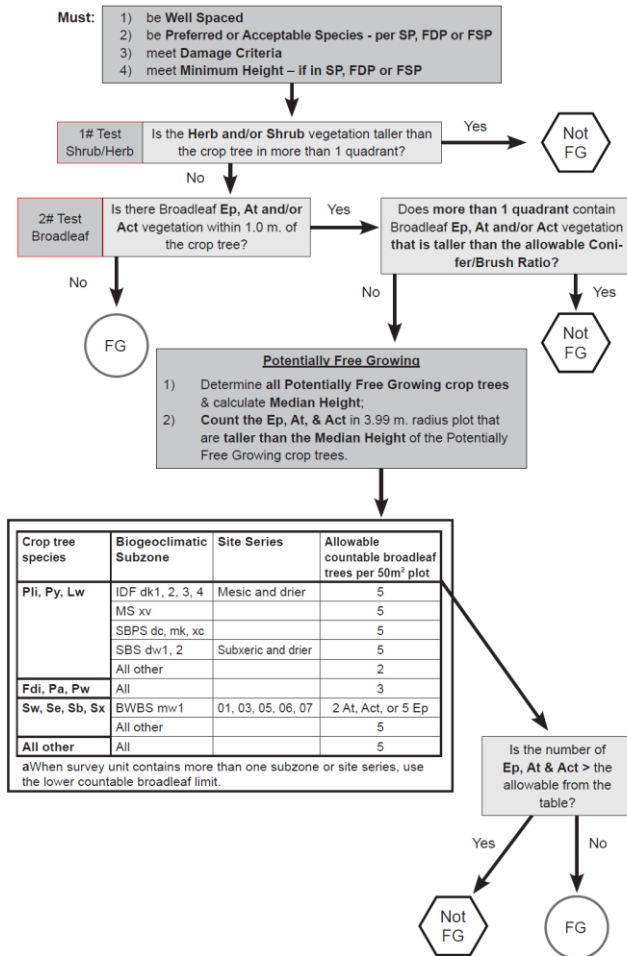 Must:
1) be Well Spaced
2) be Preferred or Acceptable Species - per SP, FDP or FSP
3) meet Damage Criteria
4) meet Minimum Height – if in SP, FDP or FSP
1# Test
Shrub/Herb
Is the Herb and/or Shrub vegetation taller than
the crop tree in more than 1 quadrant?
Yes
Not
FG
No
2# Test
Broadleaf
Is there Broadleaf Ep, At and/or
Act vegetation within 1.0 m. of
the crop tree?
Yes
Does more than 1 quadrant contain
Broadleaf Ep, At and/or Act vegetation
that is taller than the allowable Coni-
fer/Brush Ratio?
No
No
Yes
FG
Not
FG
Potentially Free Growing
1) Determine all Potentially Free Growing crop trees
& calculate Median Height;
2) Count the Ep, At, & Act in 3.99 m. radius plot that
are taller than the Median Height of the Potentially
Free Growing crop trees.
Crop tree species Biogeoclimatic Subzone Site Series Allowable countable broadleaf trees per 50m² plot
Pli, Py, Lw IDF dk1, 2, 3, 4 Mesic and drier 5
MS xv 5
SBPS dc, mk, xc 5
SBS dw1, 2 Subxeric and drier 5
All other 2
Fdi, Pa, Pw All 3
Sw, Se, Sb, Sx BWBS mw1 01, 03, 05, 06, 07 2 At, Act, or 5 Ep
All other 5
All other All 5
aWhen survey unit contains more than one subzone or site series, use
the lower countable broadleaf limit.
Is the number of
Ep, At & Act > the
allowable from the
table?
Yes
No
Not
FG
FG